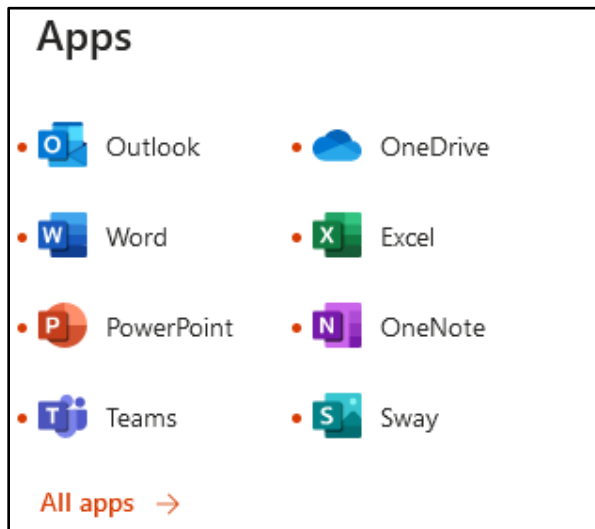 Apps
O Outlook
OneDrive
W Word
X Excel
P PowerPoint
N OneNote
T Teams
S Sway
All apps →